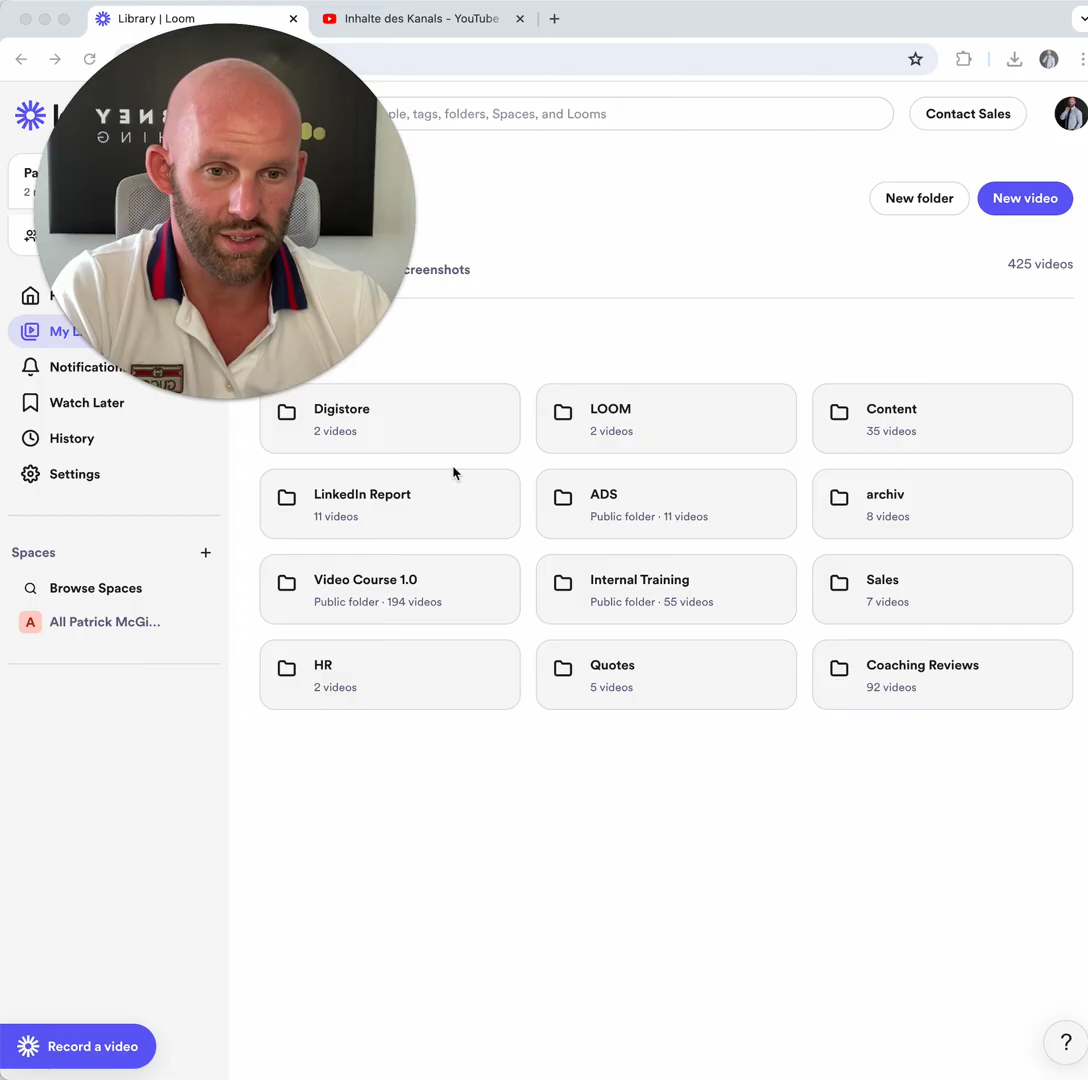 Library | Loom
Inhalte des Kanals - YouTube
ple, tags, folders, Spaces, and Looms
Contact Sales
Pa
2
New folder
New video
creenshots
425 videos
My L
Notification
Watch Later
History
Settings
Spaces
Browse Spaces
A All Patrick McGi...
Digistore
2 videos
LOOM
2 videos
Content
35 videos
LinkedIn Report
11 videos
ADS
Public folder · 11 videos
archiv
8 videos
Video Course 1.0
Public folder · 194 videos
Internal Training
Public folder · 55 videos
Sales
7 videos
HR
2 videos
Quotes
5 videos
Coaching Reviews
92 videos
Record a video
?